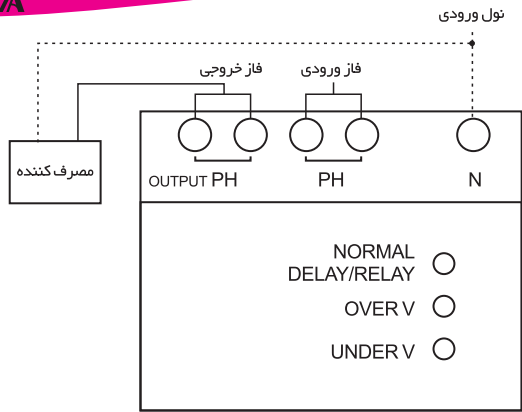 نول ورودی
فاز خروجی
فاز ورودی
مصرف کننده
OUTPUT PH
PH
N
NORMAL
DELAY/RELAY
OVER V
UNDER V